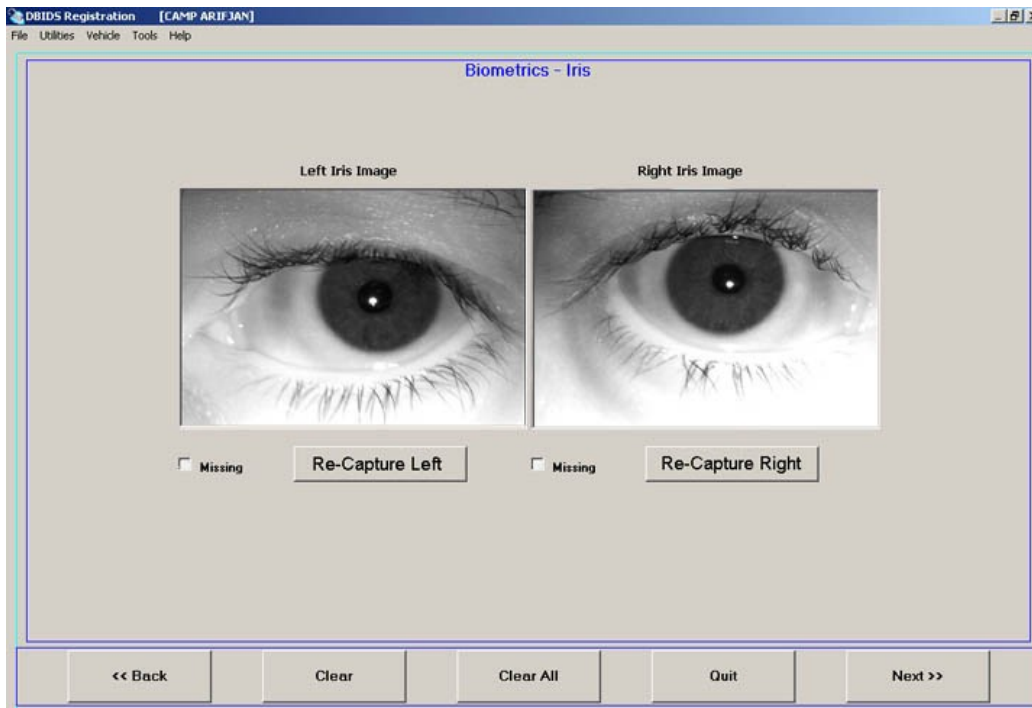 DBIDS Registration [CAMP ARIFJAN]
File Utilities Vehicle Tools Help
Biometrics - Iris
Left Iris Image Right Iris Image
Missing Re-Capture Left Missing Re-Capture Right
<< Back Clear Clear All Quit Next >>